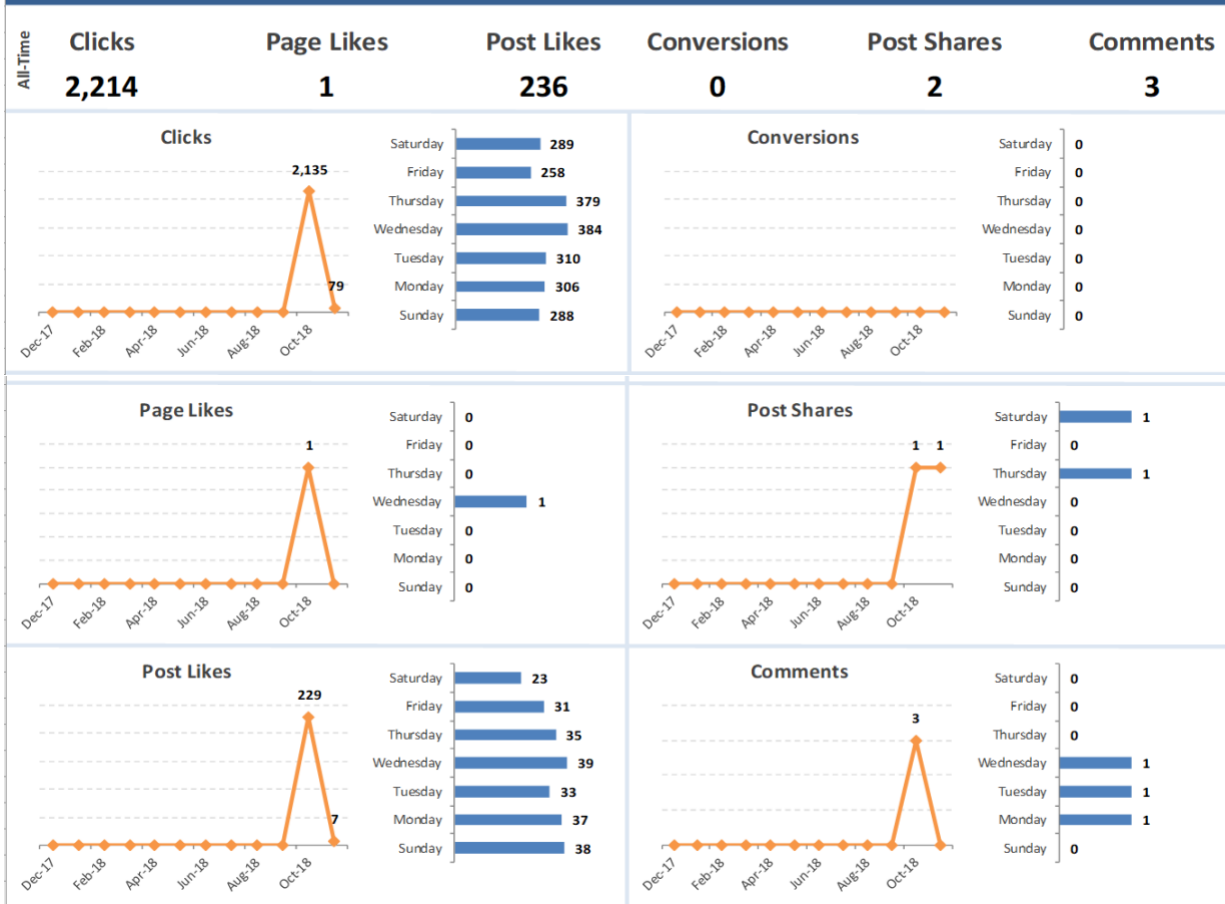 All-Time
Clicks Page Likes Post Likes Conversions Post Shares Comments
2,214 1 236 0 2 3
Clicks
2,135
79
Dec-17 Feb-18 Apr-18 Jun-18 Aug-18 Oct-18
Saturday 289
Friday 258
Thursday 379
Wednesday 384
Tuesday 310
Monday 306
Sunday 288
Conversions
Dec-17 Feb-18 Apr-18 Jun-18 Aug-18 Oct-18
Saturday 0
Friday 0
Thursday 0
Wednesday 0
Tuesday 0
Monday 0
Sunday 0
Page Likes
1
Dec-17 Feb-18 Apr-18 Jun-18 Aug-18 Oct-18
Saturday 0
Friday 0
Thursday 0
Wednesday 1
Tuesday 0
Monday 0
Sunday 0
Post Shares
1 1
Dec-17 Feb-18 Apr-18 Jun-18 Aug-18 Oct-18
Saturday 1
Friday 0
Thursday 1
Wednesday 0
Tuesday 0
Monday 0
Sunday 0
Post Likes
229
7
Dec-17 Feb-18 Apr-18 Jun-18 Aug-18 Oct-18
Saturday 23
Friday 31
Thursday 35
Wednesday 39
Tuesday 33
Monday 37
Sunday 38
Comments
3
Dec-17 Feb-18 Apr-18 Jun-18 Aug-18 Oct-18
Saturday 0
Friday 0
Thursday 0
Wednesday 1
Tuesday 1
Monday 1
Sunday 0